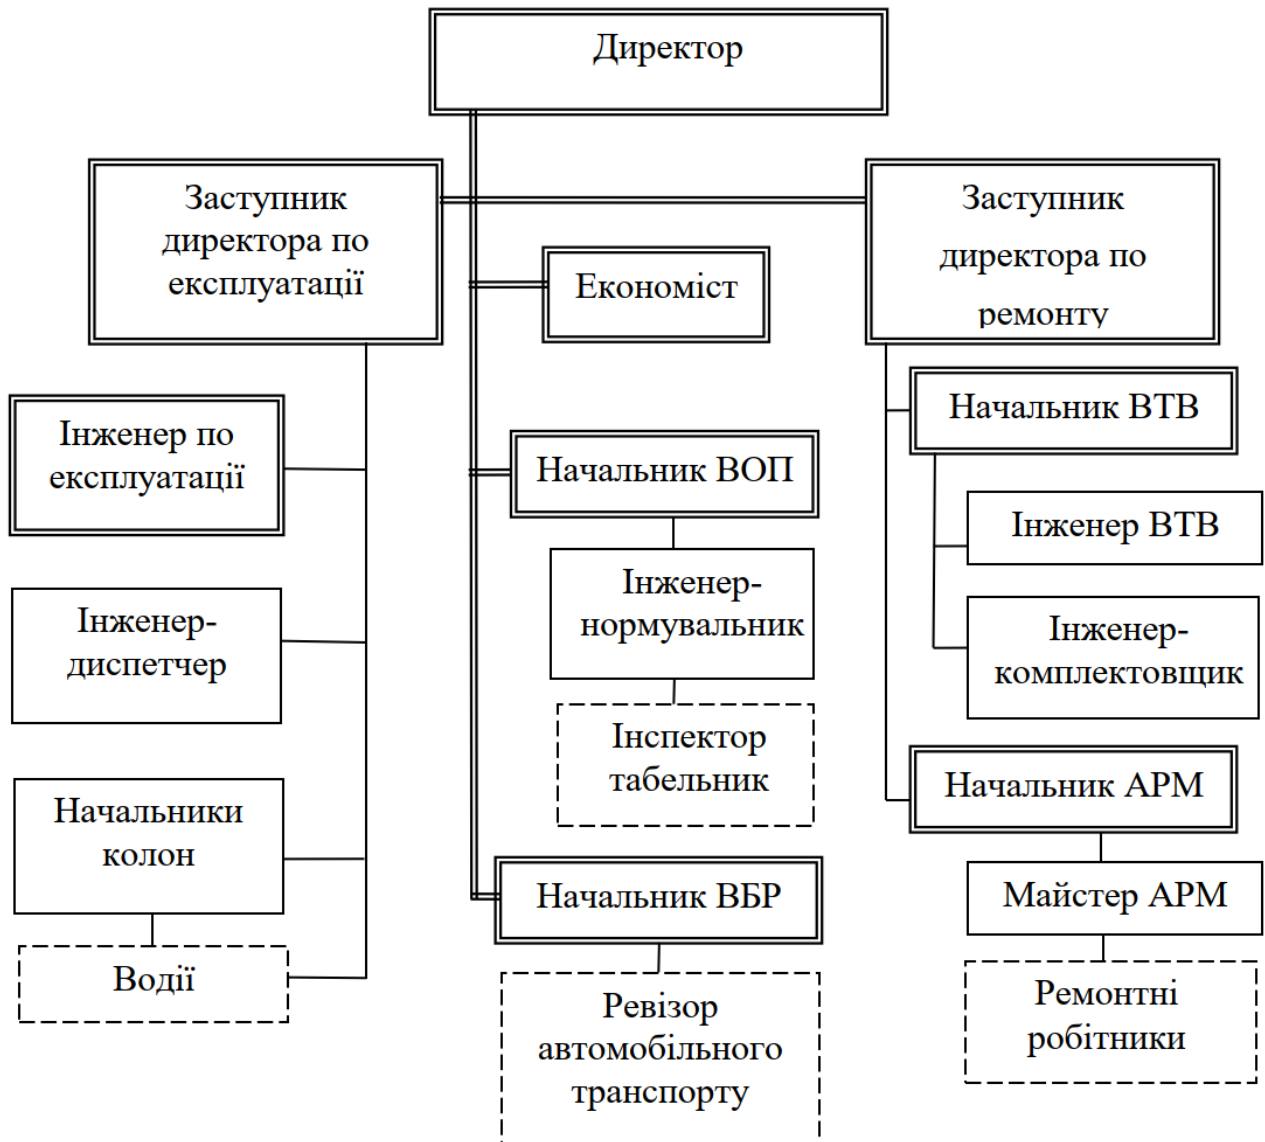 Директор
Заступник
директора по
експлуатації
Заступник
директора по
ремонту
Економіст
Інженер по
експлуатації
Начальник ВОП
Начальник ВТВ
Інженер ВТВ
Інженер-
диспетчер
Інженер-
нормувальник
Інженер-
комплектовщик
Інспектор
табельник
Начальники
колон
Начальник АРМ
Начальник ВБР
Майстер АРМ
Водії
Ревізор
автомобільного
транспорту
Ремонтні
робітники